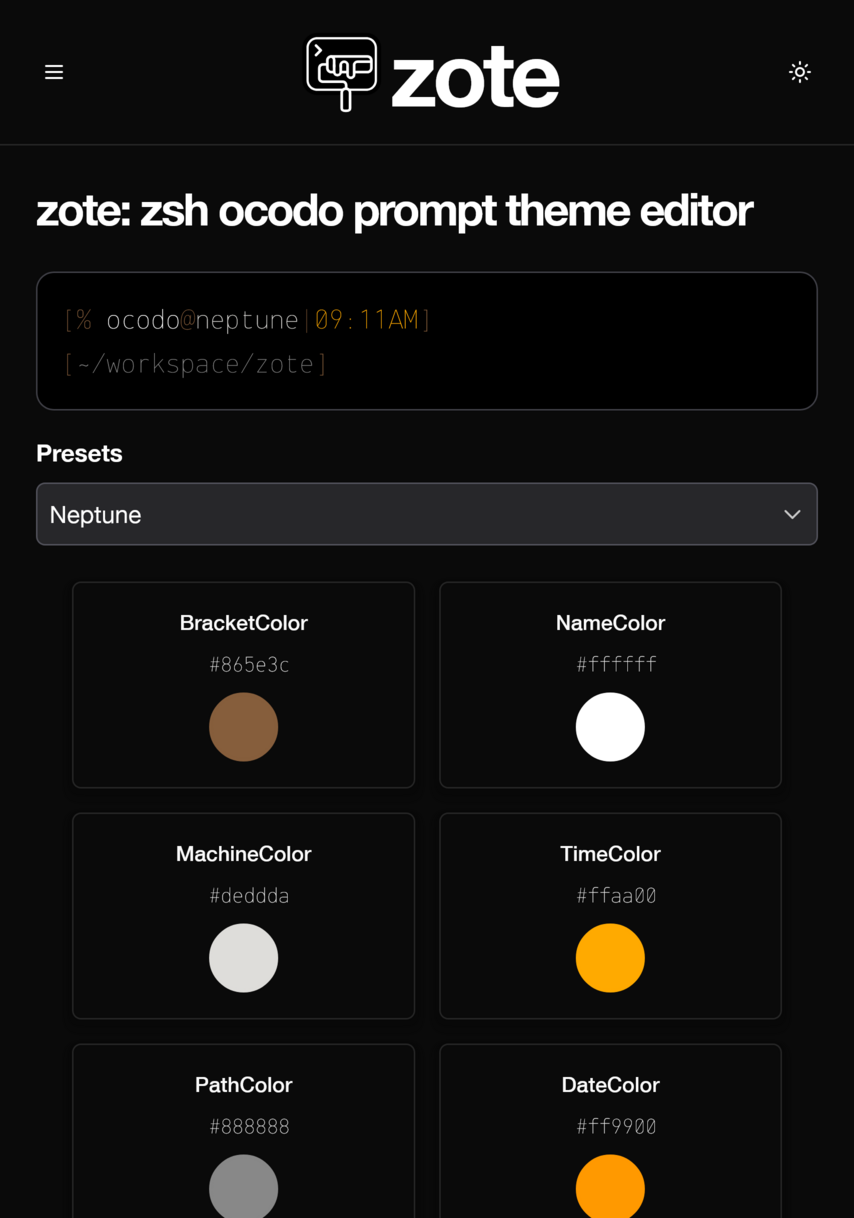 zote
zote: zsh ocodo prompt theme editor
[% ocodo@neptune|09:11AM]
[~/workspace/zote]
Presets
Neptune
BracketColor
#865e3c
NameColor
#ffffff
MachineColor
#deddda
TimeColor
#ffaa00
PathColor
#888888
DateColor
#ff9900